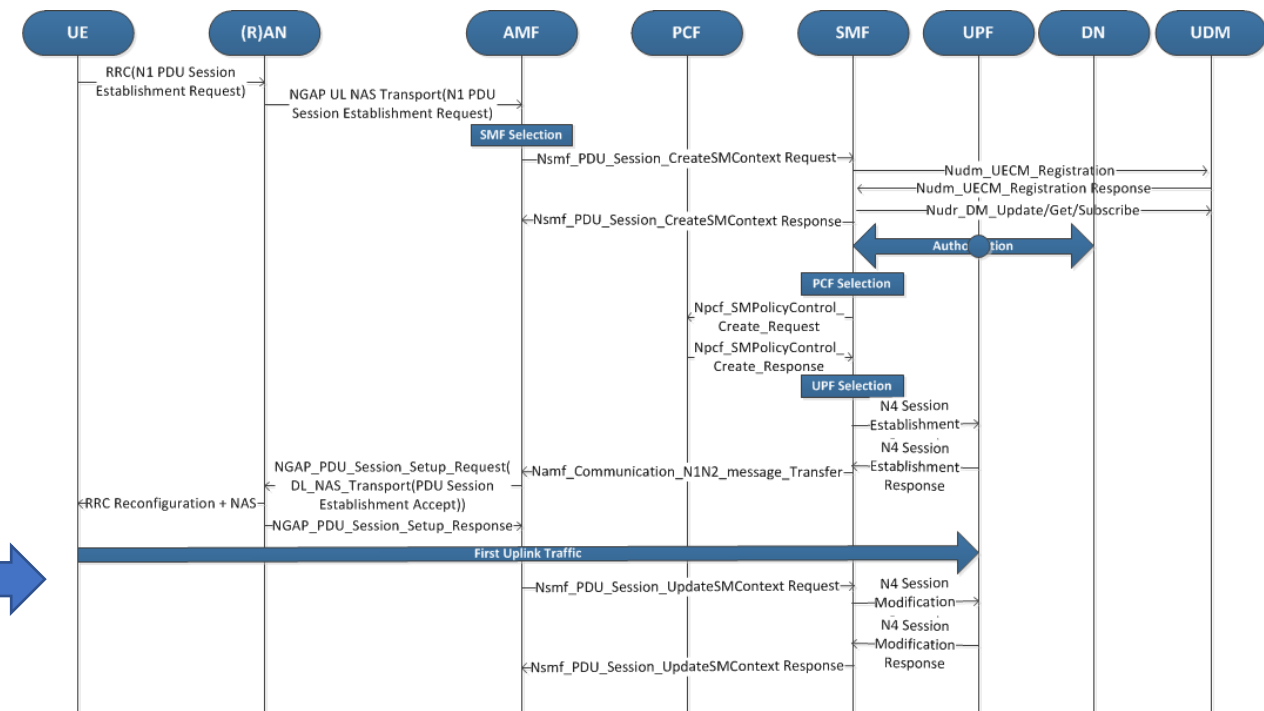 UE
(R)AN
AMF
PCF
SMF
UPF
DN
UDM
RRC(N1 PDU Session
Establishment Request)
NGAP UL NAS Transport(N1 PDU
Session Establishment Request)
SMF Selection
Nsmf_PDU_Session_CreateSMContext Request
Nudm_UECM_Registration
Nudm_UECM_Registration Response
Nudr_DM_Update/Get/Subscribe
Nsmf_PDU_Session_CreateSMContext Response
PCF Selection
Npcf_SMPolicyControl_
Create_Request
Npcf_SMPolicyControl_
Create_Response
UPF Selection
N4 Session
Establishment
N4 Session
Establishment
Response
Namf_Communication_N1N2_message_Transfer
NGAP_PDU_Session_Setup_Request(
DL_NAS_Transport(PDU Session
Establishment Accept))
RRC Reconfiguration + NAS
NGAP_PDU_Session_Setup_Response
First Uplink Traffic
Nsmf_PDU_Session_UpdateSMContext Request
N4 Session
Modification
N4 Session
Modification
Response
Nsmf_PDU_Session_UpdateSMContext Response